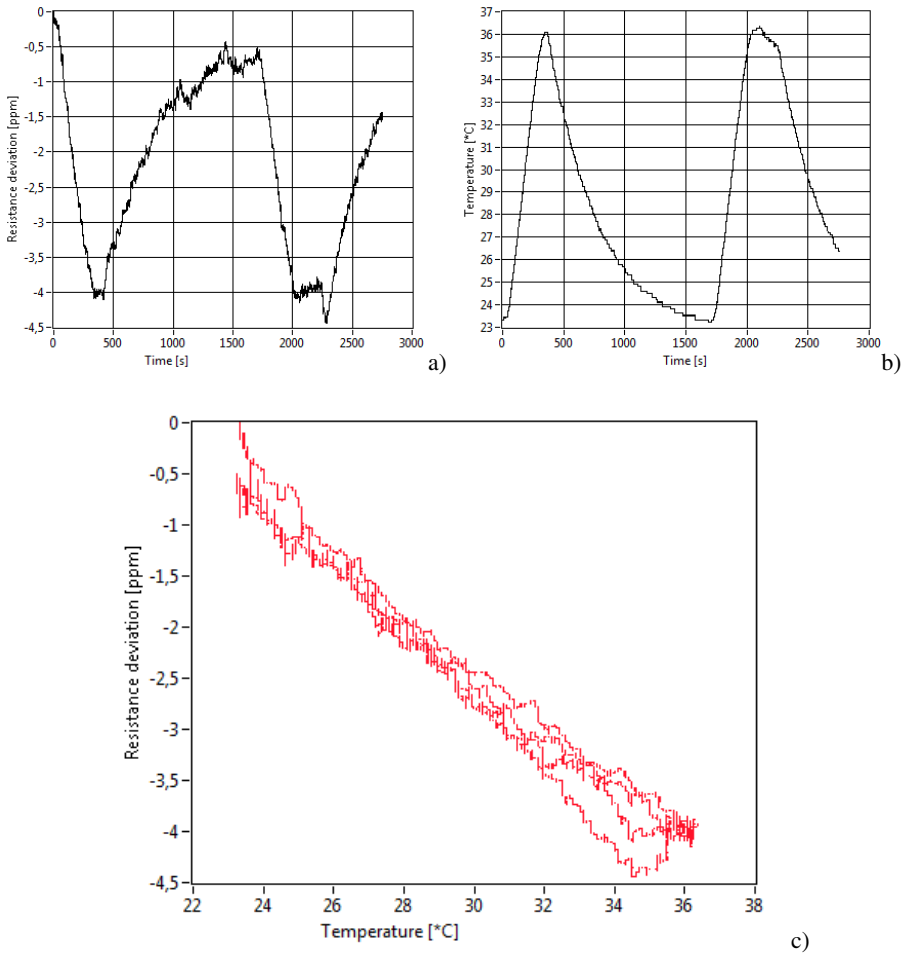 Resistance deviation [ppm]
0
-0,5
-1
-1,5
-2
-2,5
-3
-3,5
-4
-4,5
0 500 1000 1500 2000 2500 3000
Time [s]
a)
Temperature [*C]
37
36
35
34
33
32
31
29
28
27
26
25
24
23
0 500 1000 1500 2000 2500 3000
Time [s]
b)
Resistance deviation [ppm]
0
-0,5
-1
-1,5
-2
-2,5
-3
-3,5
-4
-4,5
22 24 26 28 30 32 34 36 38
Temperature [*C]
c)